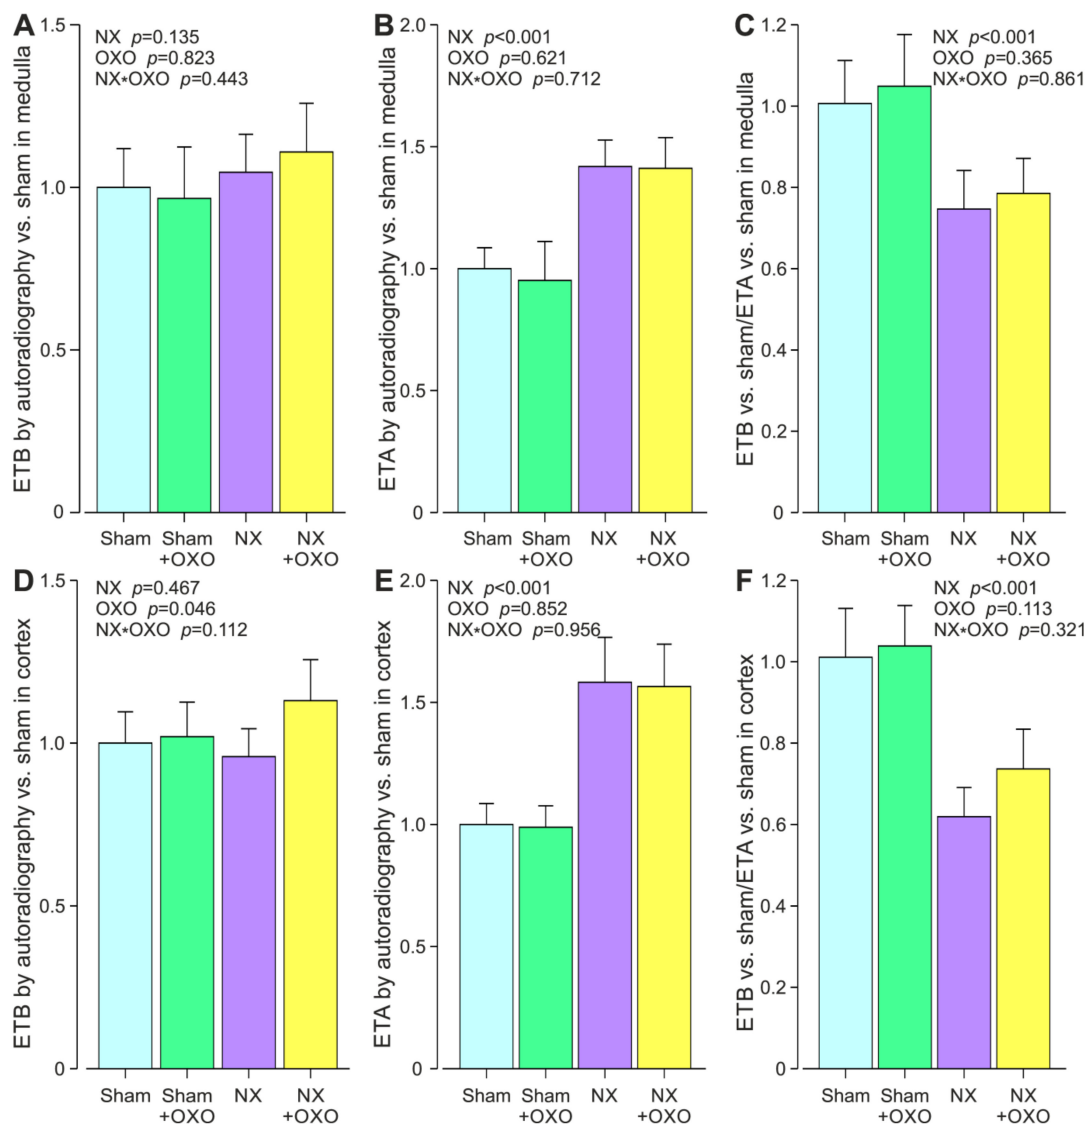 A
ETB by autoradiography vs. sham in medulla
NX p=0.135
OXO p=0.823
NX*OXO p=0.443
1.5
1.0
0.5
0
Sham
Sham
+OXO
NX
NX
+OXO
B
ETA by autoradiography vs. sham in medulla
NX p<0.001
OXO p=0.621
NX*OXO p=0.712
2.0
1.5
1.0
0.5
0
Sham
Sham
+OXO
NX
NX
+OXO
C
ETB vs. sham/ETA vs. sham in medulla
NX p<0.001
OXO p=0.365
NX*OXO p=0.861
1.2
1.0
0.8
0.6
0.4
0.2
0
Sham
Sham
+OXO
NX
NX
+OXO
D
ETB by autoradiography vs. sham in cortex
NX p=0.467
OXO p=0.046
NX*OXO p=0.112
1.5
1.0
0.5
0
Sham
Sham
+OXO
NX
NX
+OXO
E
ETA by autoradiography vs. sham in cortex
NX p<0.001
OXO p=0.852
NX*OXO p=0.956
2.0
1.5
1.0
0.5
0
Sham
Sham
+OXO
NX
NX
+OXO
F
ETB vs. sham/ETA vs. sham in cortex
NX p<0.001
OXO p=0.113
NX*OXO p=0.321
1.2
1.0
0.8
0.6
0.4
0.2
0
Sham
Sham
+OXO
NX
NX
+OXO